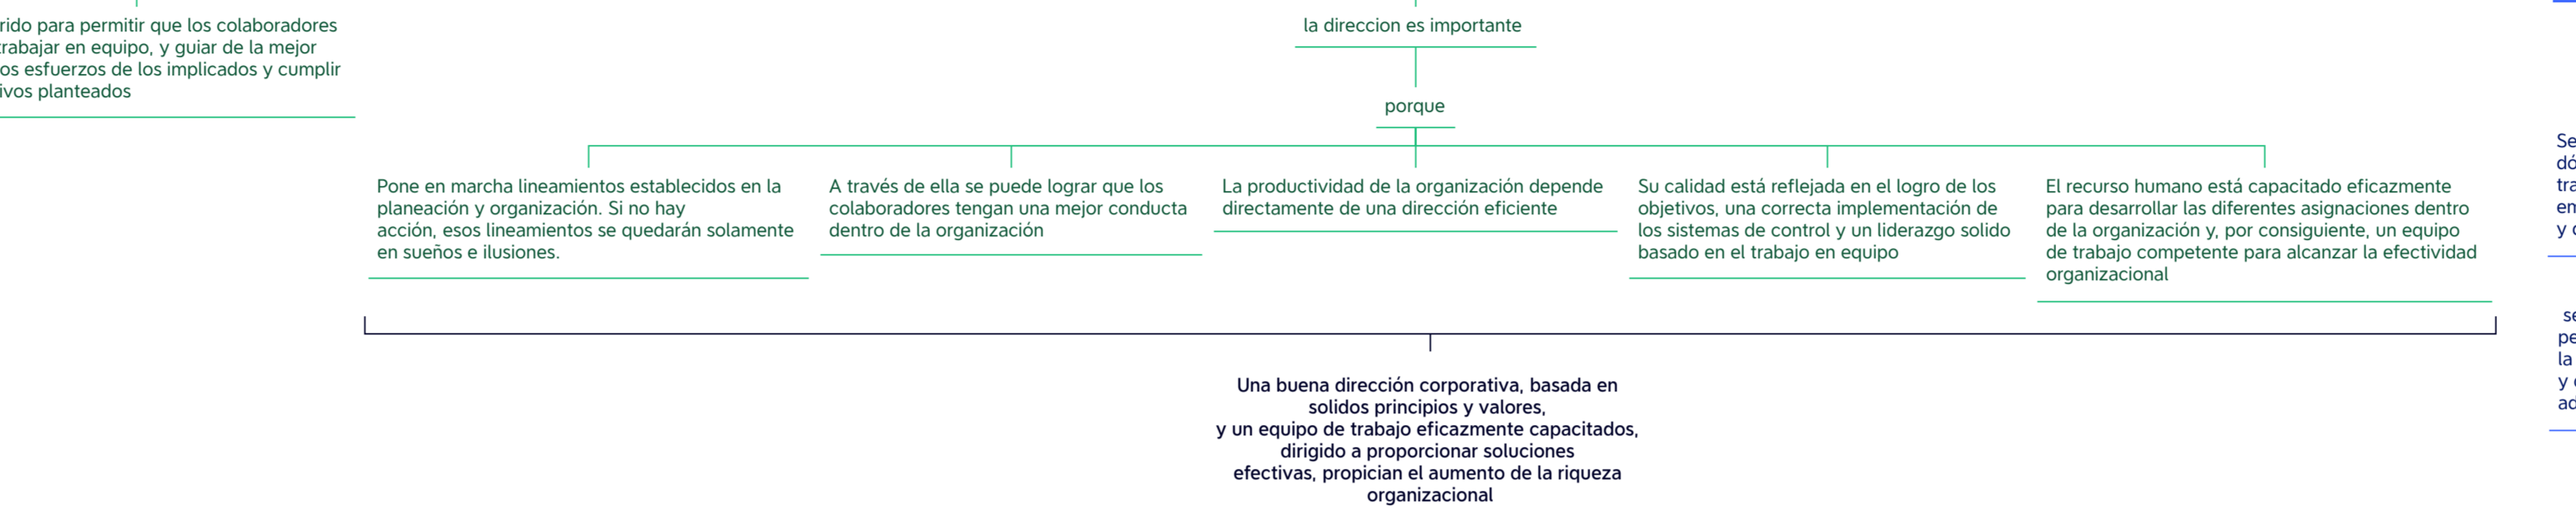 rido para permitir que los colaboradores
trabajar en equipo, y guiar de la mejor
os esfuerzos de los implicados y cumplir
ivos planteados
la direccion es importante
porque
Pone en marcha lineamientos establecidos en la
planeación y organización. Si no hay
acción, esos lineamientos se quedarán solamente
en sueños e ilusiones.
A través de ella se puede lograr que los
colaboradores tengan una mejor conducta
dentro de la organización
La productividad de la organización depende
directamente de una dirección eficiente
Su calidad está reflejada en el logro de los
objetivos, una correcta implementación de
los sistemas de control y un liderazgo solido
basado en el trabajo en equipo
El recurso humano está capacitado eficazmente
para desarrollar las diferentes asignaciones dentro
de la organización y, por consiguiente, un equipo
de trabajo competente para alcanzar la efectividad
organizacional
Una buena dirección corporativa, basada en
solidos principios y valores,
y un equipo de trabajo eficazmente capacitados,
dirigido a proporcionar soluciones
efectivas, propician el aumento de la riqueza
organizacional
Se
dó
tra
em
y
se
pe
la
y
ad